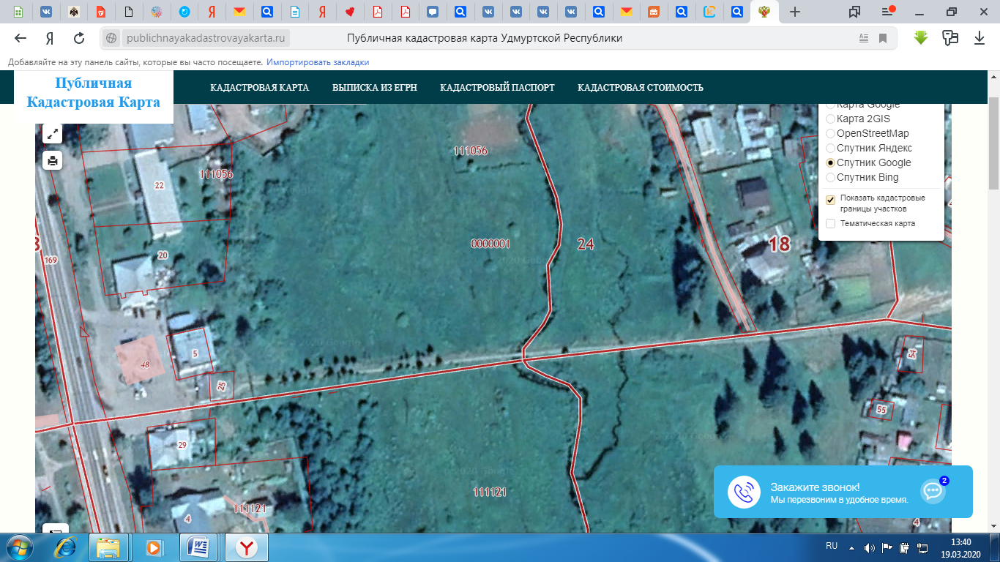 publichnayakadastrovayakarta.ru
Публичная кадастровая карта Удмуртской Республики
Добавляйте на эту панель сайты, которые вы часто посещаете. Импортировать закладки
Публичная
Кадастровая Карта
КАДАСТРОВАЯ КАРТА
ВЫПИСКА ИЗ ЕГРН
КАДАСТРОВЫЙ ПАСПОРТ
КАДАСТРОВАЯ СТОИМОСТЬ
Карта Google
Карта 2GIS
OpenStreetMap
Спутник Яндекс
Спутник Google
Спутник Bing
Показать кадастровые
границы участков
Тематическая карта
111056
111056
22
0000001
24
18
169
20
5
48
25
54
55
29
111121
111121
4
4
Закажите звонок!
Мы перезвоним в удобное время.
2
RU
13:40
19.03.2020